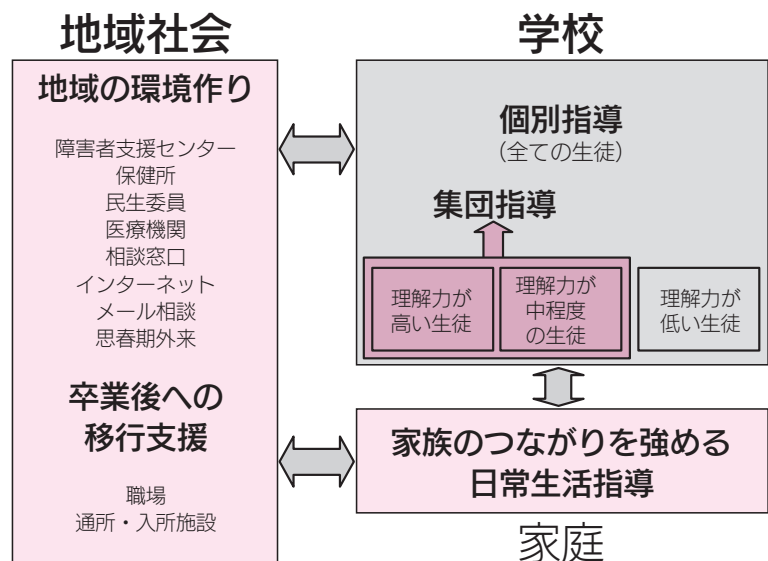 地域社会
地域の環境作り
障害者支援センター
保健所
民生委員
医療機関
相談窓口
インターネット
メール相談
思春期外来
卒業後への
移行支援
職場
通所・入所施設
学校
個別指導
（全ての生徒）
集団指導
理解力が
高い生徒
理解力が
中程度
の生徒
理解力が
低い生徒
家族のつながりを強める
日常生活指導
家庭